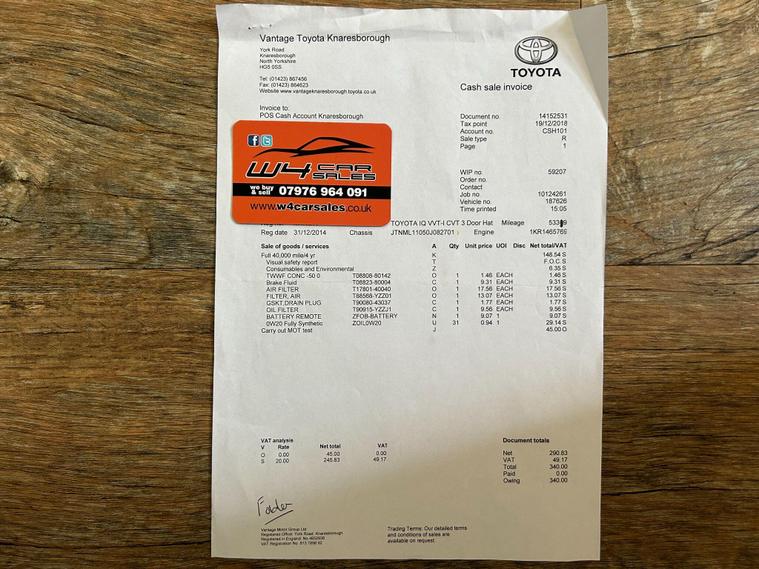 Vantage Toyota Knaresborough
York Road
Knaresborough
North Yorkshire
HG5 0SS
Tel: (01423) 867456
Fax: (01423) 864623
Website www.vantageknaresborough.toyota.co.uk
TOYOTA
Cash sale invoice
Invoice to:
POS Cash Account Knaresborough
Document no. 14152531
Tax point 19/12/2018
Account no. CSH101
Sale type R
Page 1
WIP no. 59207
Order no.
Contact
Job no. 10124261
Vehicle no. 187626
Time printed 15:05
f
W4 CAR SALES
we buy & sell 07976 964 091
www.w4carsales.co.uk
TOYOTA IQ VVT-I CVT 3 Door Hat Mileage
Reg date 31/12/2014 Chassis JTNML11050J082701 Engine 1KR1465769
Sale of goods / services A Qty Unit price UOI Disc Net total/VAT
Full 40,000 mile/4 yr K 148.54 S
Visual safety report T F.O.C S
Consumables and Environmental Z 6.35 S
TWWF CONC -50 0 T08808-80142 O 1 1.46 EACH 1.46 S
Brake Fluid T08823-80004 C 1 9.31 EACH 9.31 S
AIR FILTER T17801-40040 O 1 17.56 EACH 17.56 S
FILTER, AIR T88568-YZZ01 O 1 13.07 EACH 13.07 S
GSKT,DRAIN PLUG T90080-43037 C 1 1.77 EACH 1.77 S
OIL FILTER T90915-YZZJ1 C 1 9.56 EACH 9.56 S
BATTERY REMOTE ZFOB-BATTERY N 1 9.07 1 9.07 S
0W20 Fully Synthetic ZOIL0W20 U 31 0.94 1 29.14 S
Carry out MOT test J 45.00 O
VAT analysis
V Rate Net total VAT
O 0.00 45.00 0.00
S 20.00 245.83 49.17
Document totals
Net 290.83
VAT 49.17
Total 340.00
Paid 0.00
Owing 340.00
Vantage Motor Group Ltd
Registered Office: York Road, Knaresborough
Trading Terms: Our detailed terms
and conditions of sales are
available on request